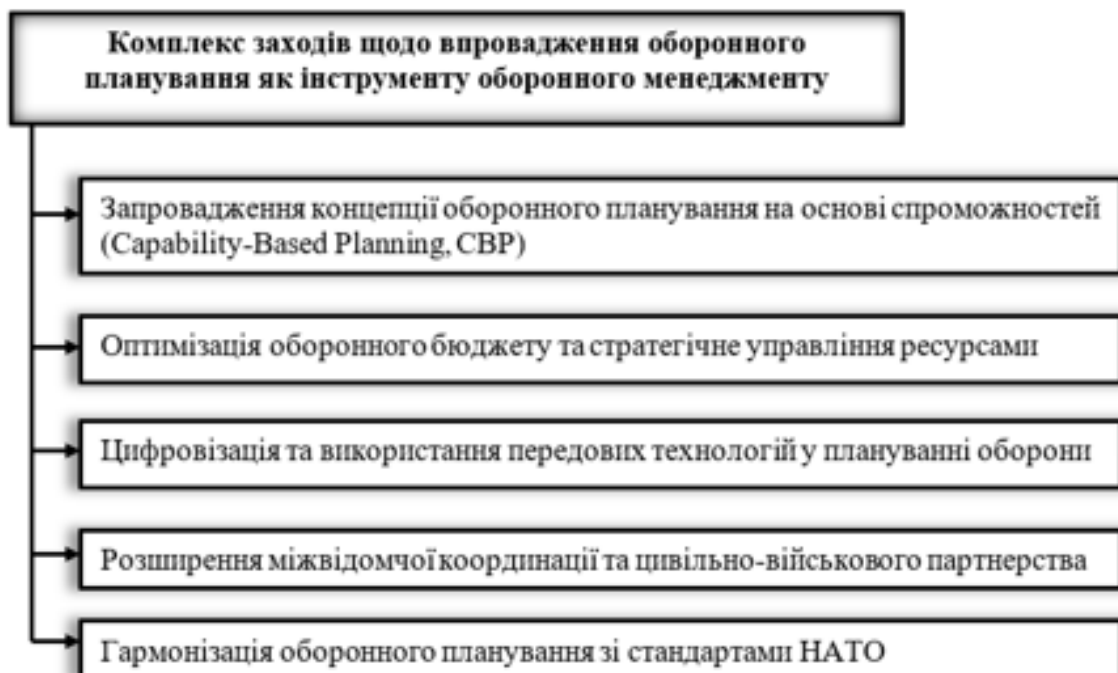 Комплекс заходів щодо впровадження оборонного
планування як інструменту оборонного менеджменту
Запровадження концепції оборонного планування на основі спроможностей
(Capability-Based Planning, CBP)
Оптимізація оборонного бюджету та стратегічне управління ресурсами
Цифровізація та використання передових технологій у плануванні оборони
Розширення міжвідомчої координації та цивільно-військового партнерства
Гармонізація оборонного планування зі стандартами НАТО